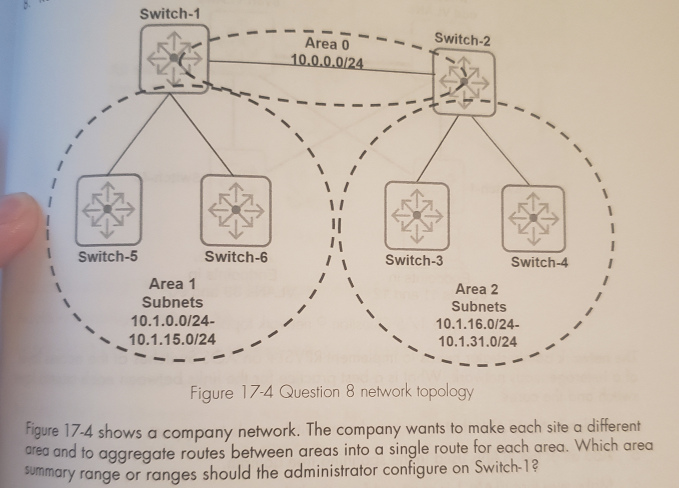 Switch-1
Area 0
10.0.0.0/24
Switch-2
Switch-5
Switch-6
Switch-3
Switch-4
Area 1
Subnets
10.1.0.0/24-
10.1.15.0/24
Area 2
Subnets
10.1.16.0/24-
10.1.31.0/24
Figure 17-4 Question 8 network topology
Figure 17-4 shows a company network. The company wants to make each site a different
area and to aggregate routes between areas into a single route for each area. Which area
summary range or ranges should the administrator configure on Switch-1?